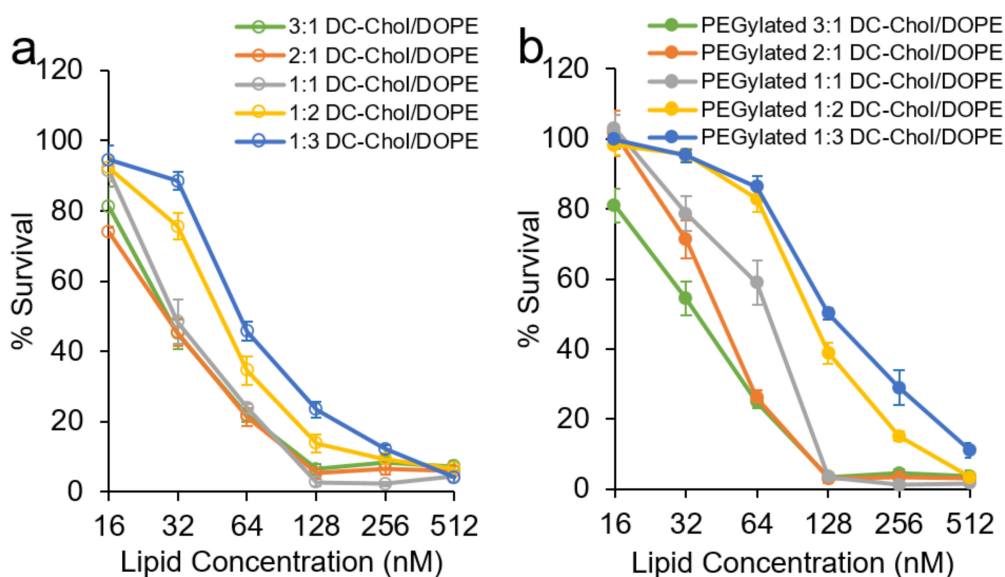 a
3:1 DC-Chol/DOPE
2:1 DC-Chol/DOPE
1:1 DC-Chol/DOPE
1:2 DC-Chol/DOPE
1:3 DC-Chol/DOPE
% Survival
120
100
80
60
40
20
0
16 32 64 128 256 512
Lipid Concentration (nM)
b
PEGylated 3:1 DC-Chol/DOPE
PEGylated 2:1 DC-Chol/DOPE
PEGylated 1:1 DC-Chol/DOPE
PEGylated 1:2 DC-Chol/DOPE
PEGylated 1:3 DC-Chol/DOPE
% Survival
120
100
80
60
40
20
0
16 32 64 128 256 512
Lipid Concentration (nM)